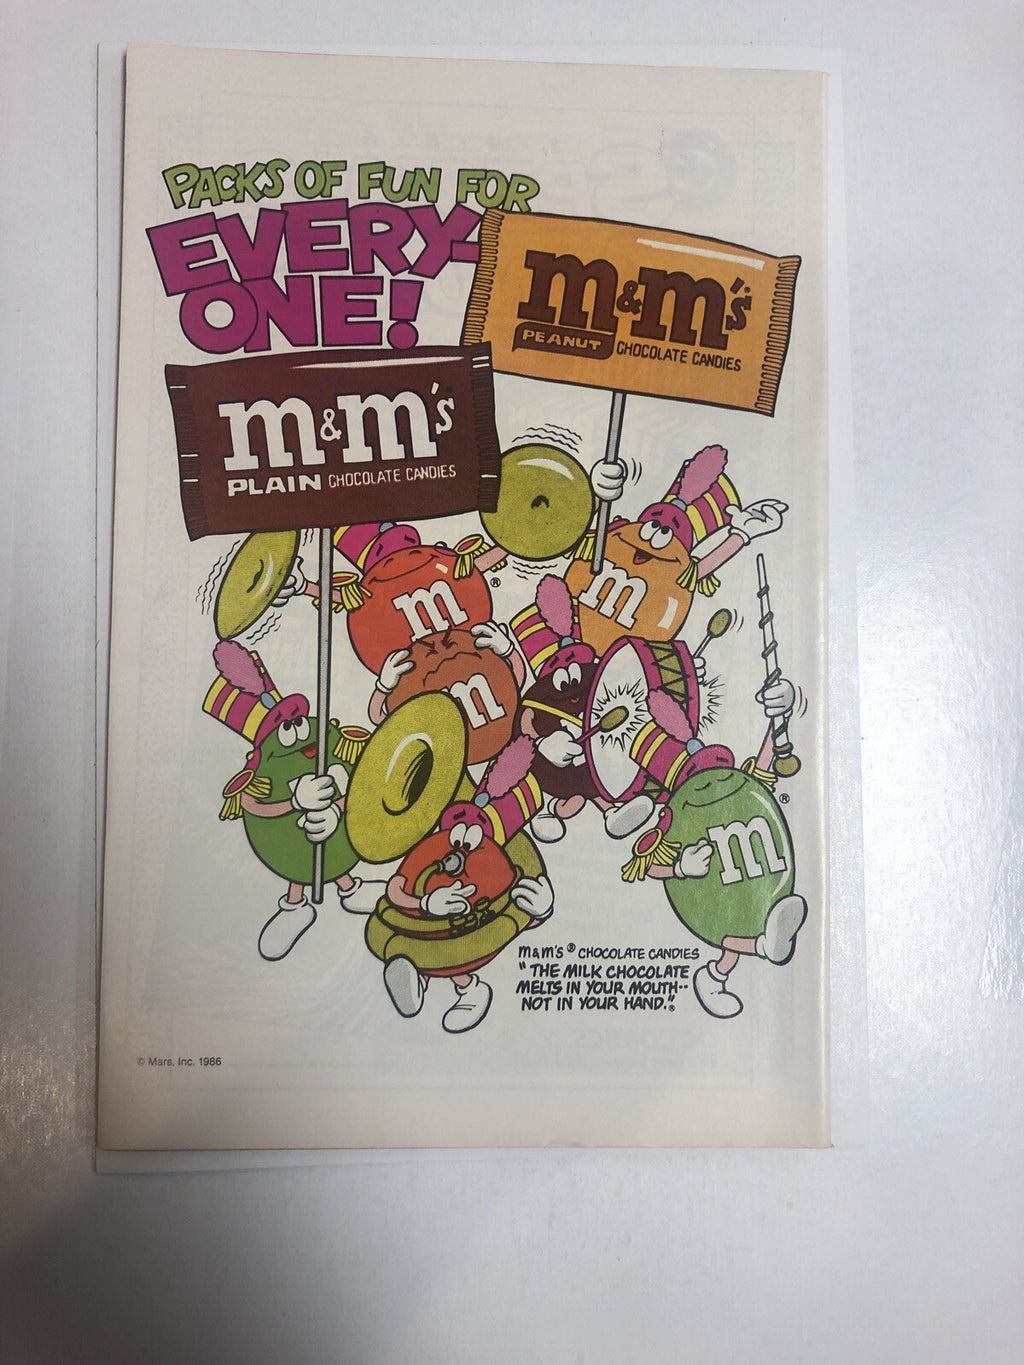 PACKS OF FUN FOR
EVERY-
ONE!
m&m's®
PEANUT CHOCOLATE CANDIES
m&m's
PLAIN CHOCOLATE CANDIES
m
®
m
m
m
®
m&m's® CHOCOLATE CANDIES
"THE MILK CHOCOLATE
MELTS IN YOUR MOUTH--
NOT IN YOUR HAND."®
© Mars, Inc. 1986